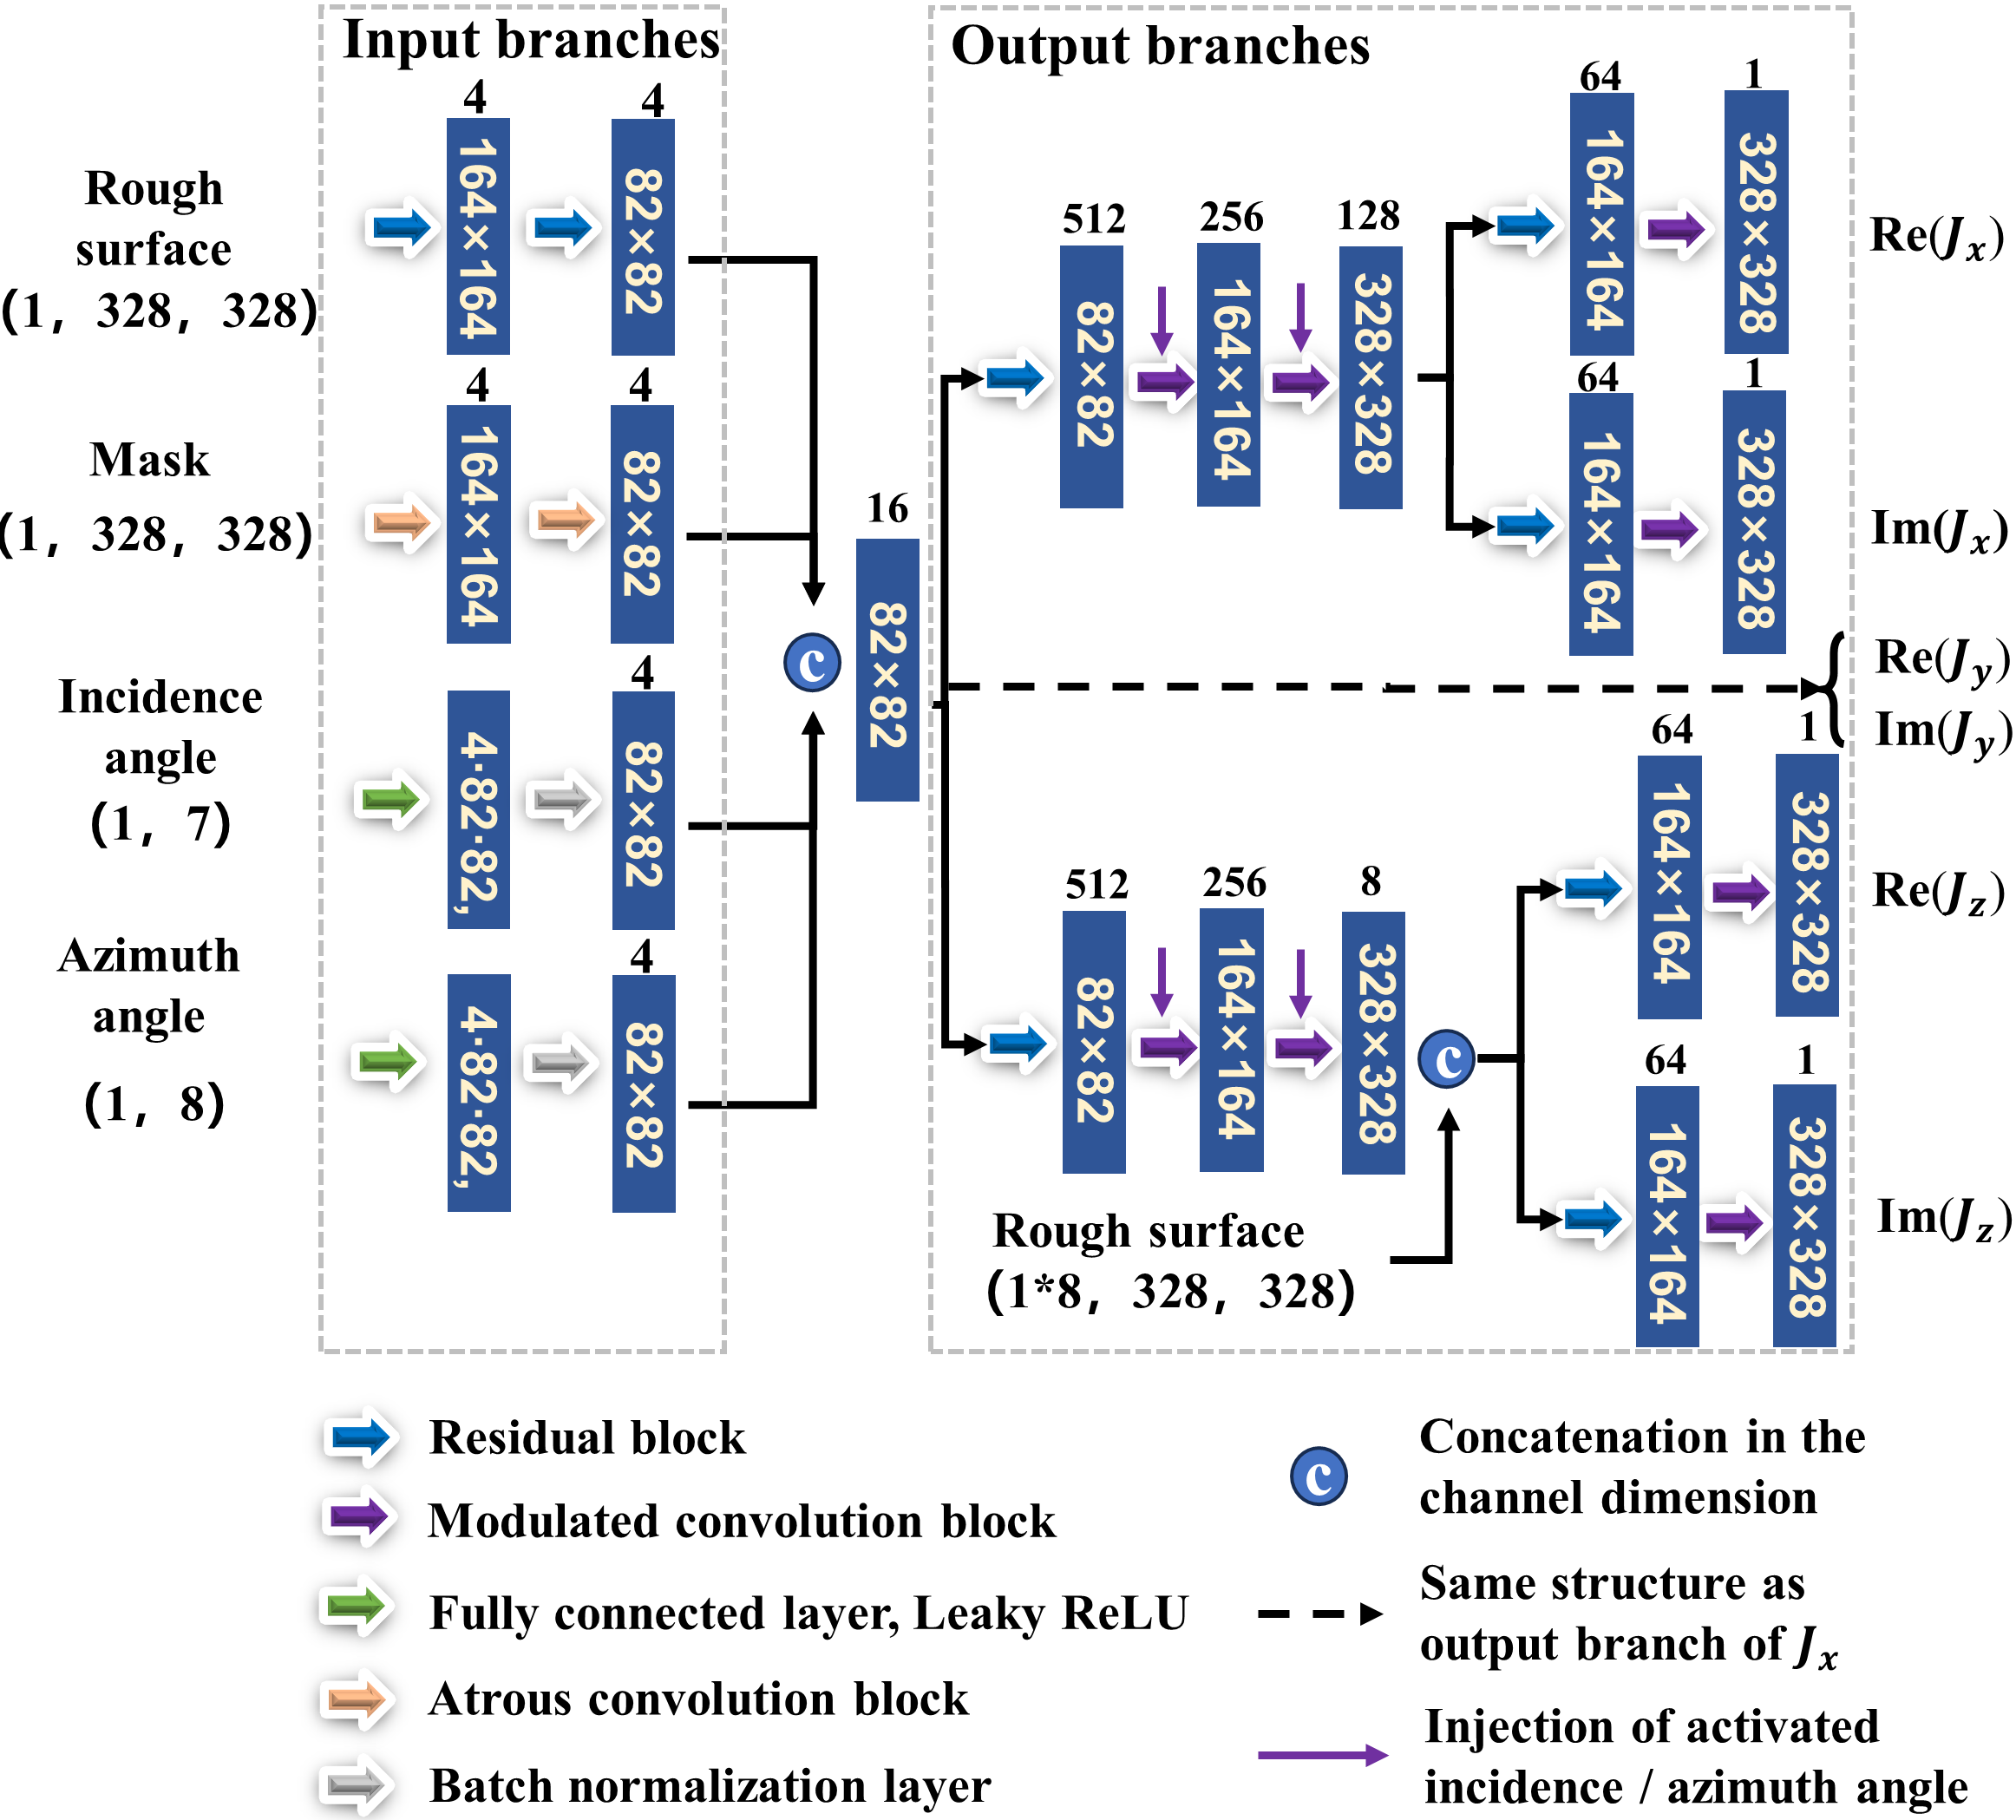 Input branches
Output branches
Rough
surface
(1, 328, 328)
4
164×164
4
82×82
Mask
(1, 328, 328)
4
164×164
4
82×82
Incidence
angle
(1, 7)
4·82·82,
4
82×82
Azimuth
angle
(1, 8)
4·82·82,
4
82×82
c
16
82×82
512
82×82
256
164×164
128
328×328
64
164×164
1
328×328
Re(Jx)
64
164×164
1
328×328
Im(Jx)
Re(Jy)
Im(Jy)
512
82×82
256
164×164
8
328×328
c
Rough surface
(1*8, 328, 328)
64
164×164
1
328×328
Re(Jz)
64
164×164
1
328×328
Im(Jz)
Residual block
Modulated convolution block
Fully connected layer, Leaky ReLU
Atrous convolution block
Batch normalization layer
c
Concatenation in the
channel dimension
Same structure as
output branch of Jx
Injection of activated
incidence / azimuth angle